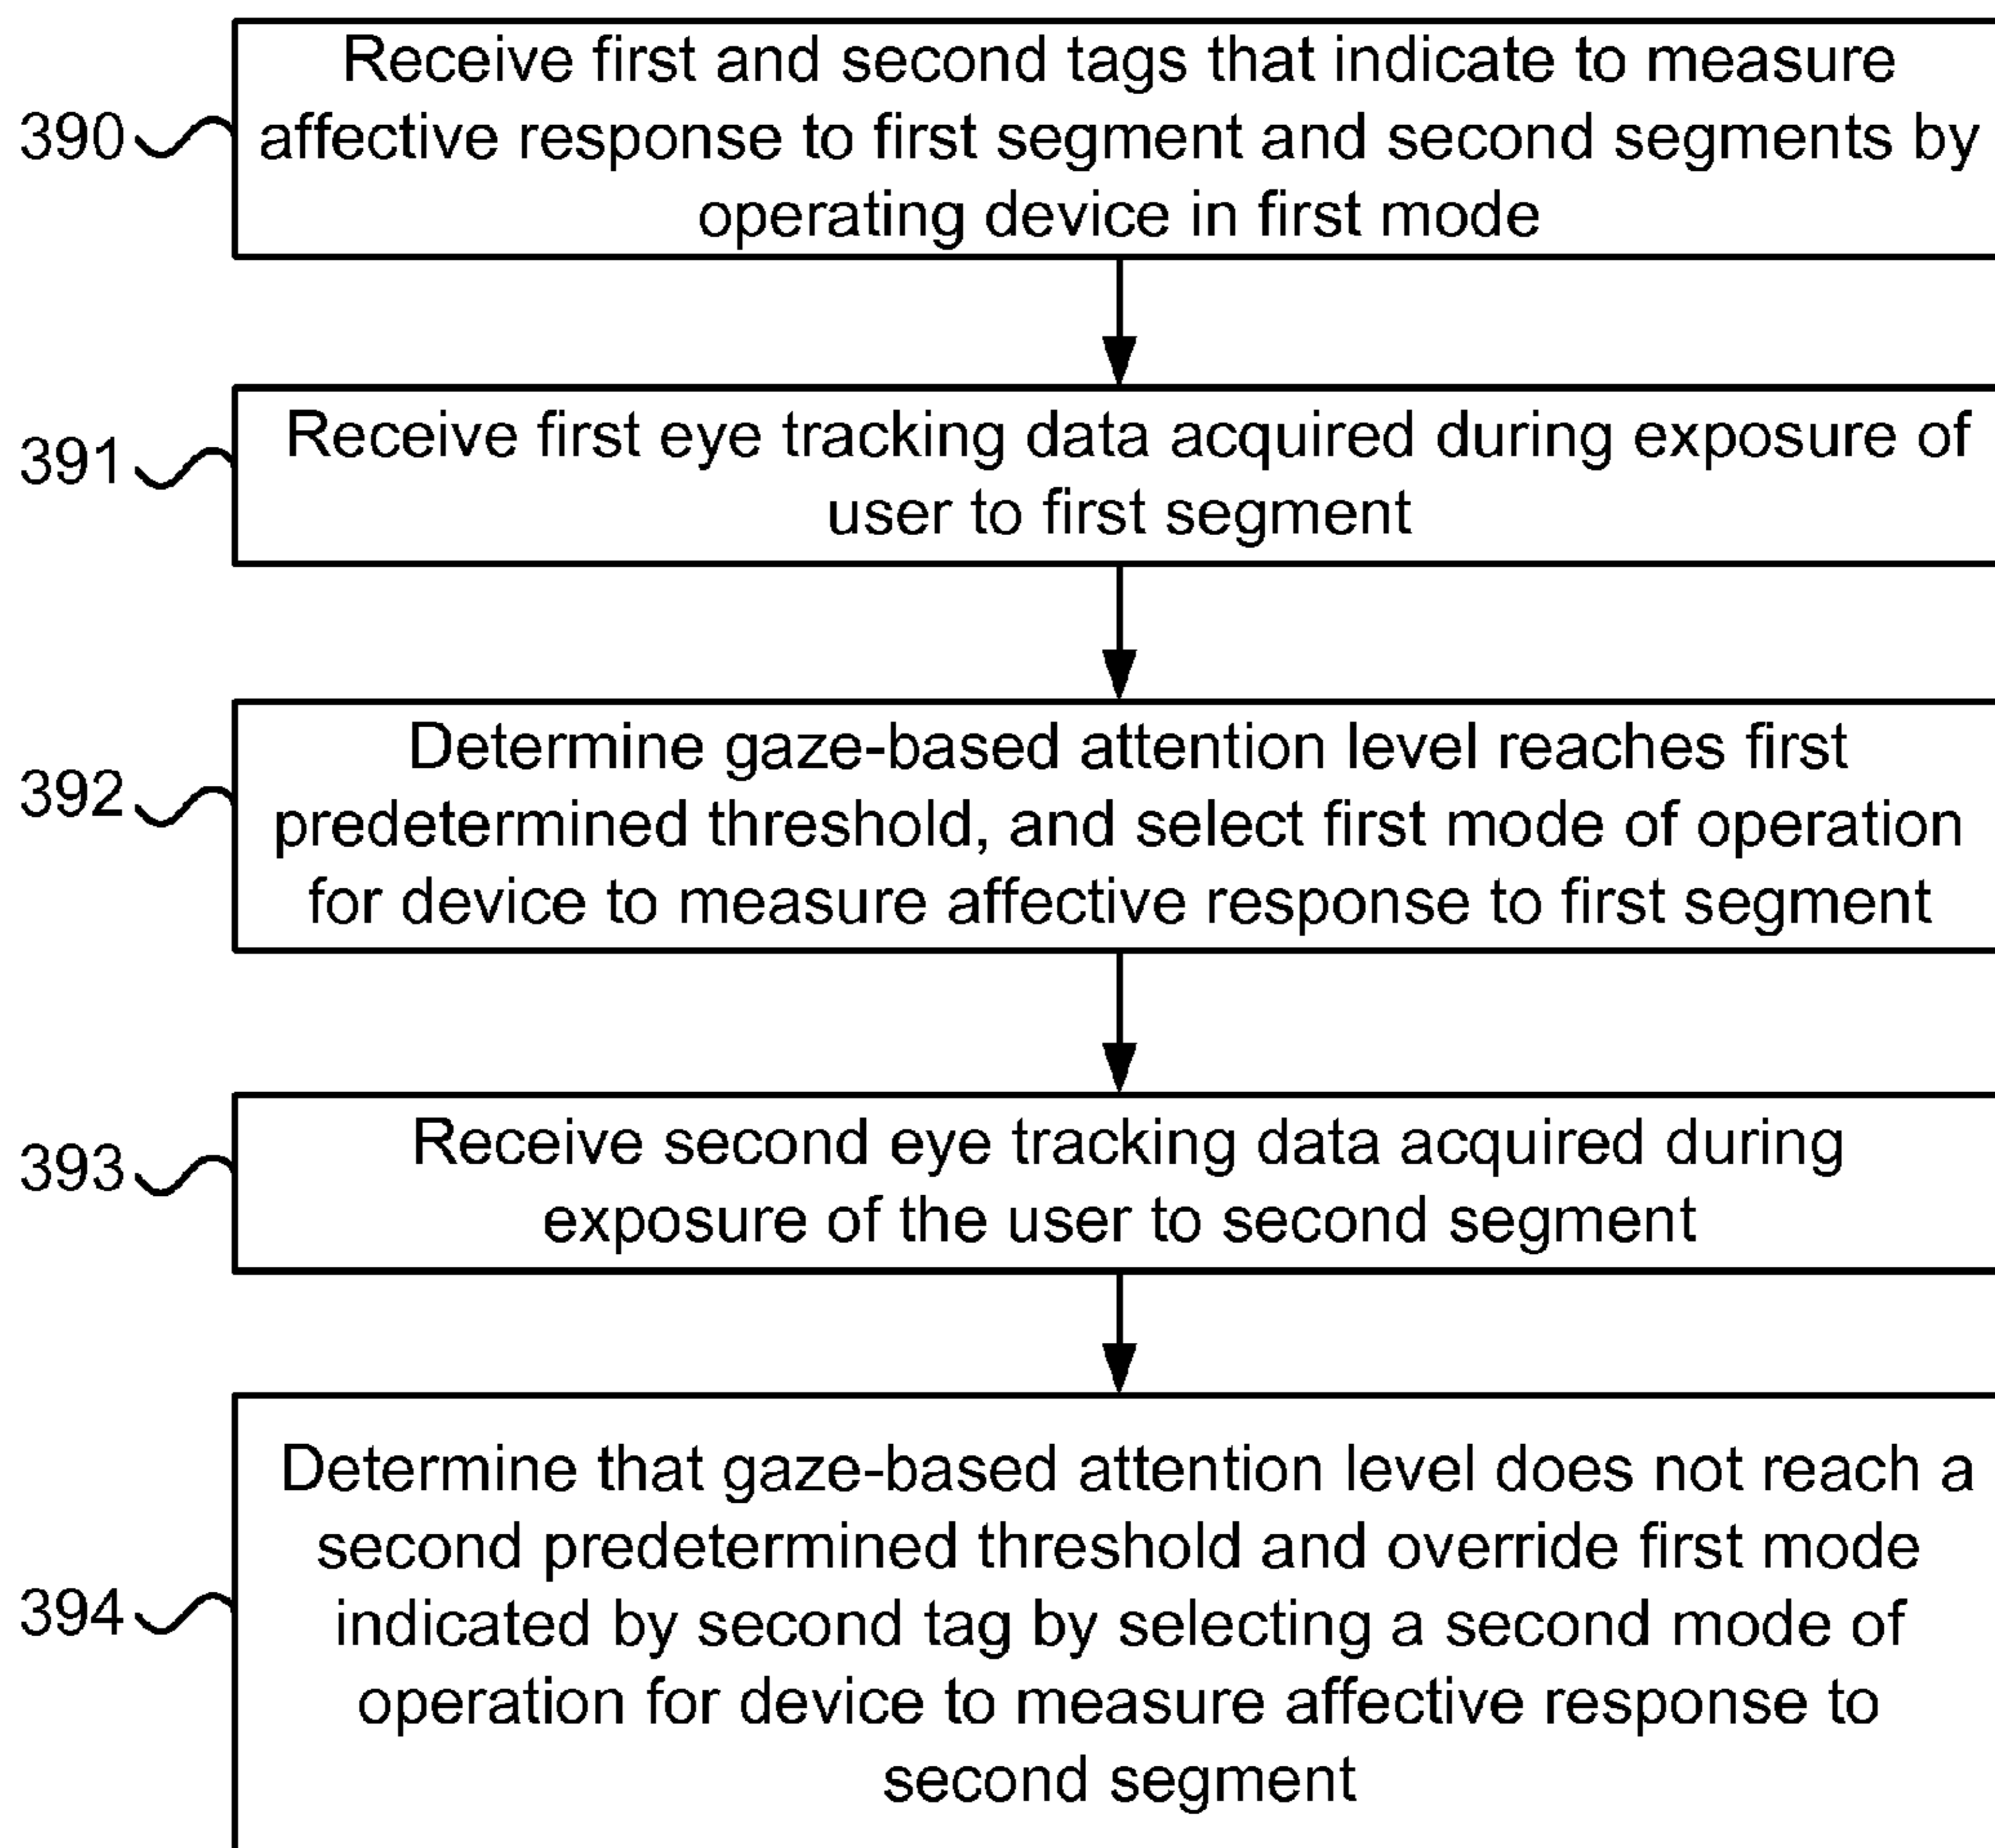 Receive first and second tags that indicate to measure
390
affective response to first segment and second segments by
operating device in first mode
Receive first eye tracking data acquired during exposure of
391
user to first segment
Determine gaze-based attention level reaches first
392
predetermined threshold, and select first mode of operation
for device to measure affective response to first segment
Receive second eye tracking data acquired during
393
exposure of the user to second segment
Determine that gaze-based attention level does not reach a
second predetermined threshold and override first mode
394
indicated by second tag by selecting a second mode of
operation for device to measure affective response to
second segment